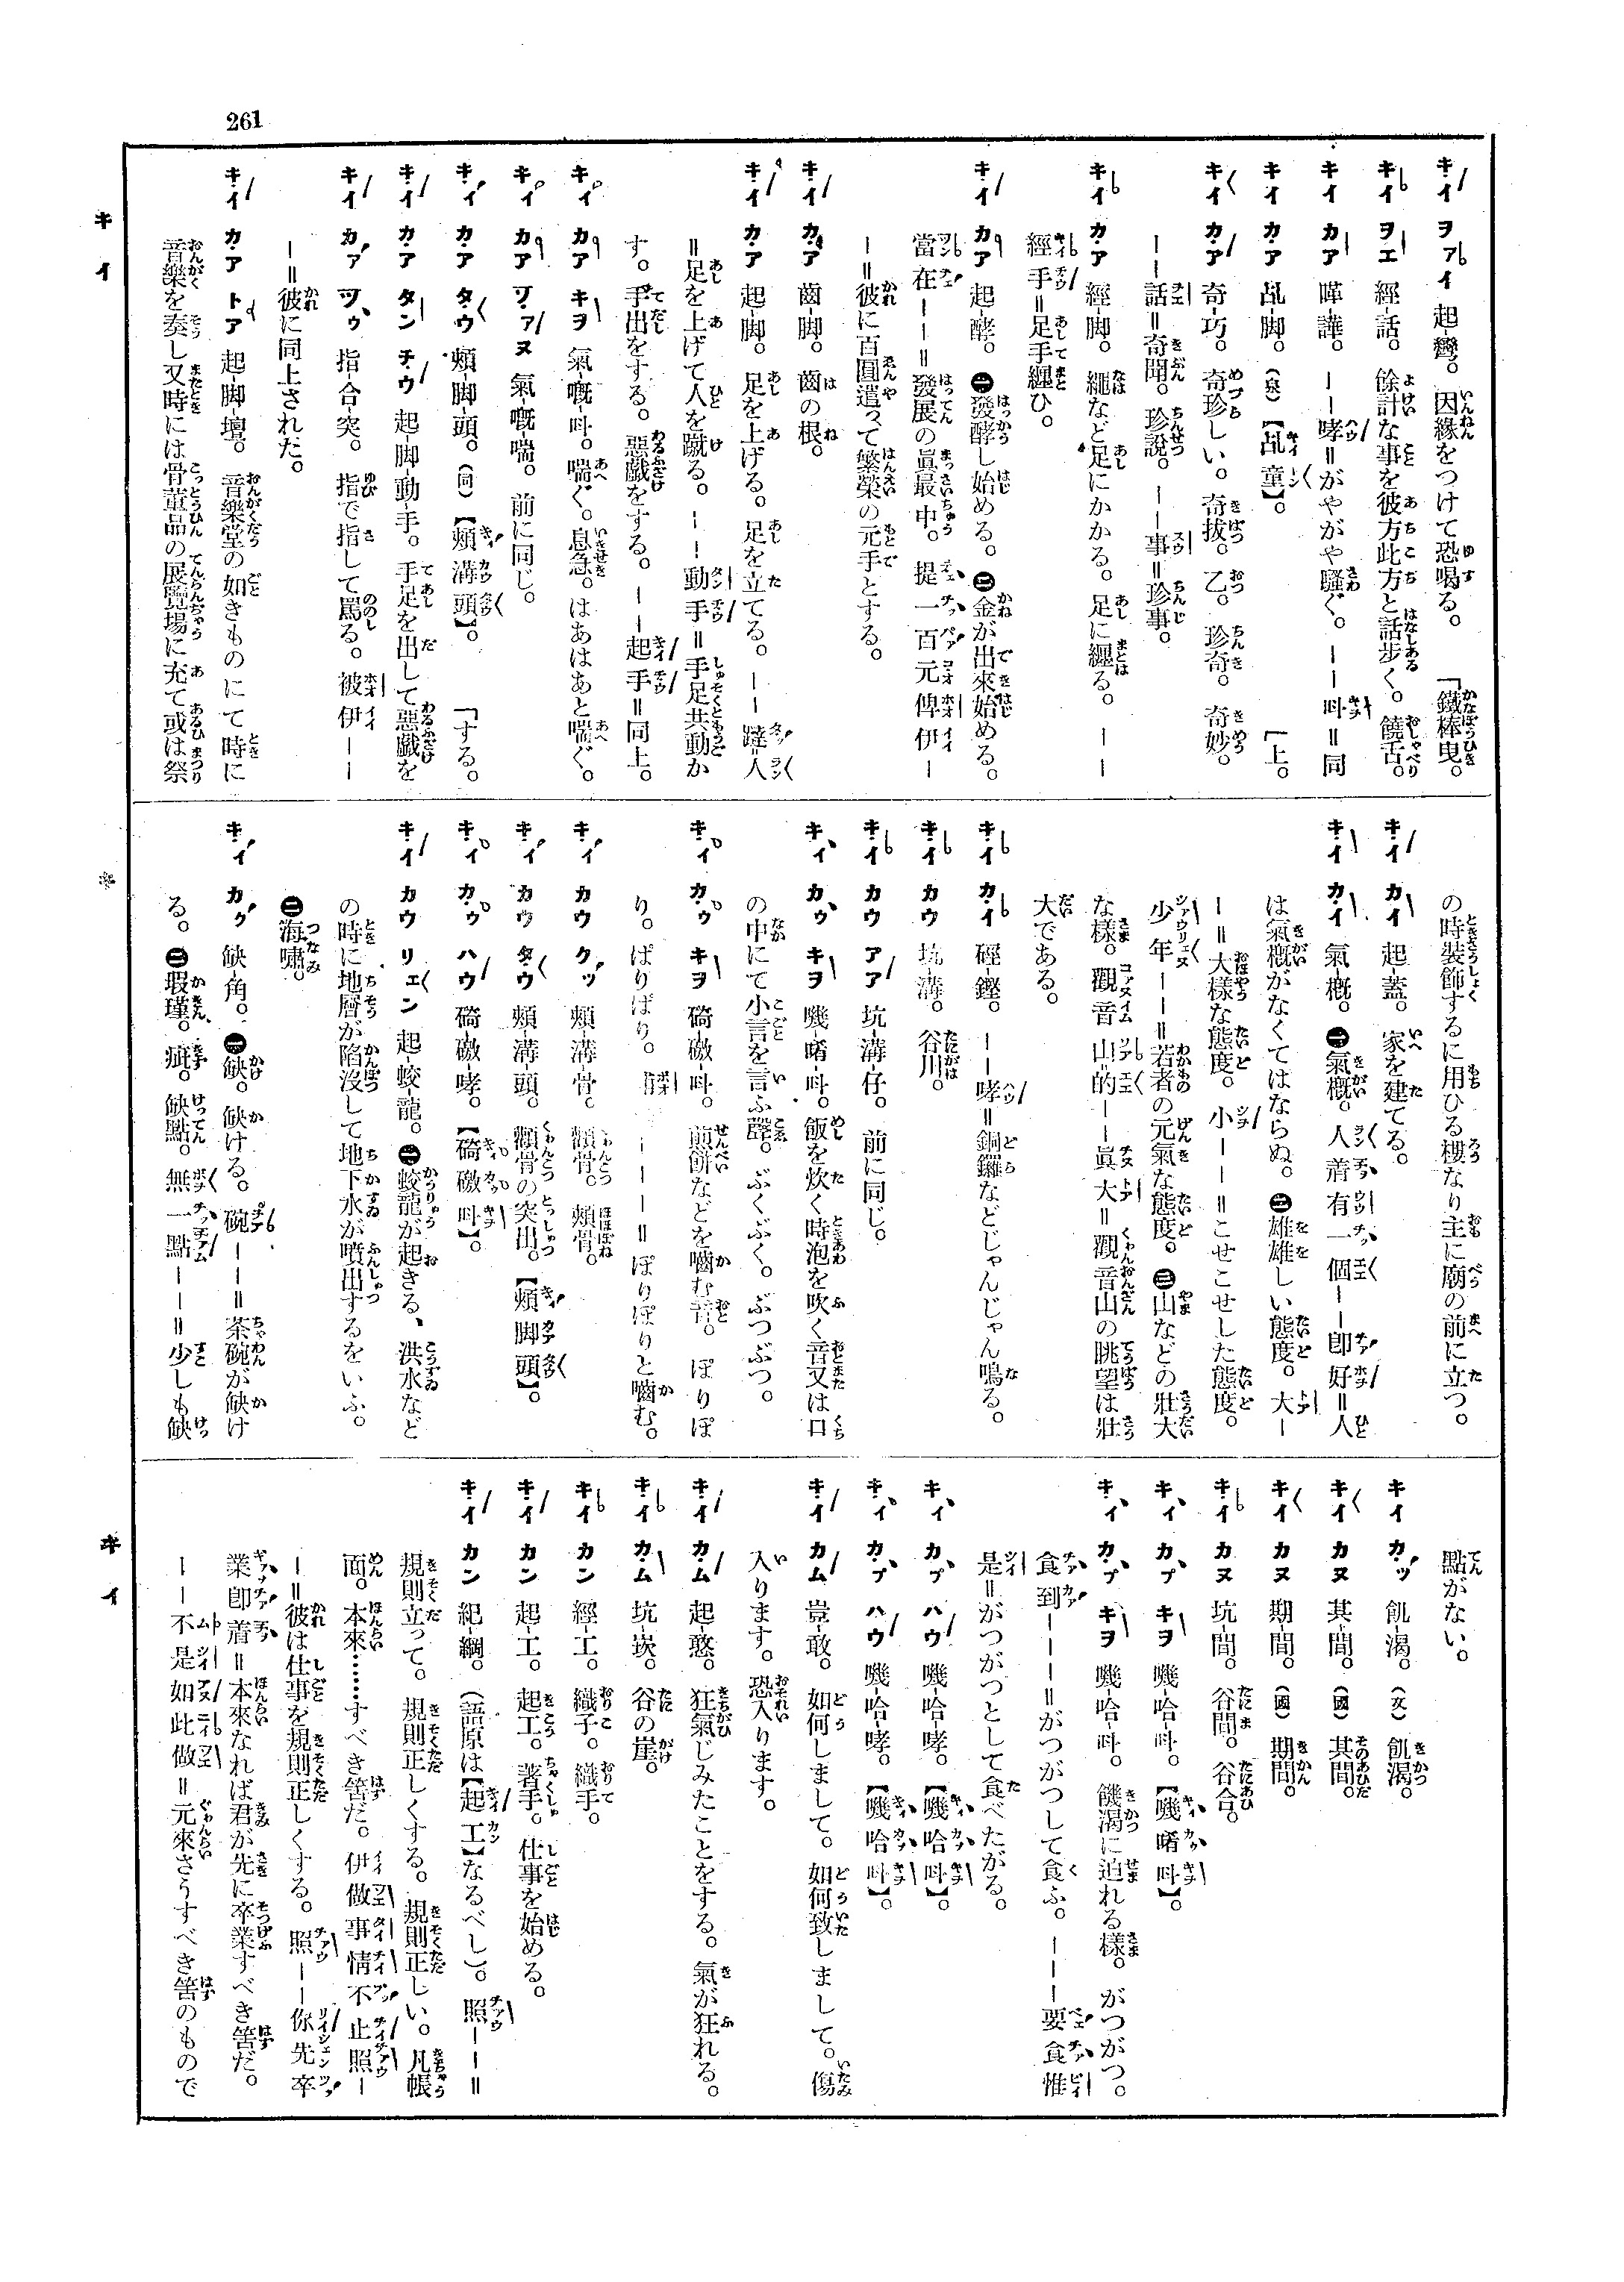 261
キイ ヲァイ 起-彎。因緣をつけて恐喝る。「鐵棒曳。
キイ ヲエ 經-話。餘計な事を彼方此方と話步く。饒舌。
キイ カア 嘩-譁。――哮＝がやがや騷ぐ。――叫＝同
キイ カア 乩-脚。(泉)【乩童】。「上。
キイ カア 奇-巧。奇珍しい。奇拔。乙。珍奇。奇妙。
――話＝奇聞。珍說。――事＝珍事。
キイ カア 經-脚。繩など足にかかる。足に纏る。――
經手＝足手纏ひ。
キイ カア 起-酵。㊀發酵し始める。㊁金が出來始める。
當在――＝發展の眞最中。提一百元俾伊―
―＝彼に百圓遣って繁榮の元手とする。
キイ カア 齒-脚。齒の根。
キイ カア 起-脚。足を上げる。足を立てる。――躂人
＝足を上げて人を蹴る。――動手＝手足共動か
す。手出をする。惡戲をする。――起手＝同上。
キイ カア キヲ 氣-嘅-叫。喘ぐ。息急。はあはあと喘ぐ。
キイ カア ヌ 氣-嘅-喘。前に同じ。
キイ カア タウ 頰-脚-頭。(同)【頰溝頭】。「する。
キイ カア タン チウ 起-脚-動-手。手足を出して惡戲を
キイ カァ ツゥ 指-合-突。指で指して罵る。被伊――
―＝彼に同上された。
キイ カア トア 起-脚-壇。音樂堂の如きものにて時に
音樂を奏し又時には骨董品の展覽場に充て或は祭
の時裝飾するに用ひる樓なり主に廟の前に立つ。
キイ カイ 起-蓋。家を建てる。
キイ カイ 氣-槪。㊀氣槪。人着有一個――卽好＝人
は氣槪がなくてはならぬ。㊁雄雄しい態度。大―
―＝大樣な態度。小――＝こせこせした態度。
少年――＝若者の元氣な態度。㊂山などの壯大
な樣。觀音山的――眞大＝觀音山の眺望は壯
大である。
キイ カイ 硜-鏗。――哮＝銅鑼などじゃんじゃん鳴る。
キイ カウ 坑-溝。谷川。
キイ カウ アア 坑-溝-仔。前に同じ。
キイ カゥ キヲ 嘰-嘐-叫。飯を炊く時泡を吹く音又は口
の中にて小言を言ふ聲。ぶくぶく。ぶつぶつ。
キイ カゥ キヲ 碕-礉-叫。煎餅などを嚙む音。ぽりぽ
り。ぱりぱり。――――＝ぽりぽりと嚙む。
キイ カウ クッ 頰-溝-骨。顴骨。頰骨。
キイ カウ タウ 頰-溝-頭。顴骨の突出。【頰脚頭】。
キイ カゥ ハウ 碕-礉-哮。【碕礉叫】。
キイ カウ リェン 起-蛟-龍。㊀蛟龍が起きる、洪水など
の時に地層が陷沒して地下水が噴出するをいふ。
㊁海嘯。
キイ カク 缺-角。㊀缺。缺ける。碗――＝茶碗が缺け
る。㊁瑕瑾。疵。缺點。無一點――＝少しも缺
點がない。
キイ カッ 飢-渴。(文)飢渴。
キイ カヌ 其-間。(國)其間。
キイ カヌ 期-間。(國)期間。
キイ カヌ 坑-間。谷間。谷合。
キイ カプ キヲ 嘰-哈-叫。【嘰嘐叫】。
キイ カプ キヲ 嘰-哈-叫。饑渴に迫れる樣。がつがつ。
食到―――＝がつがつして食ふ。―――要食惟
是＝がつがつとして食べたがる。
キイ カプ ハウ 嘰-哈-哮。【嘰哈叫】。
キイ カプ ハウ 嘰-哈-哮。【嘰哈叫】。
キイ カム 豈-敢。如何しまして。如何致しまして。傷
入ります。恐入ります。
キイ カム 起-憨。狂氣じみたことをする。氣が狂れる。
キイ カム 坑-崁。谷の崖。
キイ カン 經-工。織子。織手。
キイ カン 起-工。起工。著手。仕事を始める。
キイ カン 紀-綱。(語原は【起工】なるべし)。照――＝
規則立って。規則正しくする。規則正しい。凡帳
面。本來……すべき筈だ。伊做事情不止照―
―＝彼は仕事を規則正しくする。照――你先卒
業卽着＝本來なれば君が先に卒業すべき筈だ。
――不是如此做＝元來さうすべき筈のもので
キイ
キイ